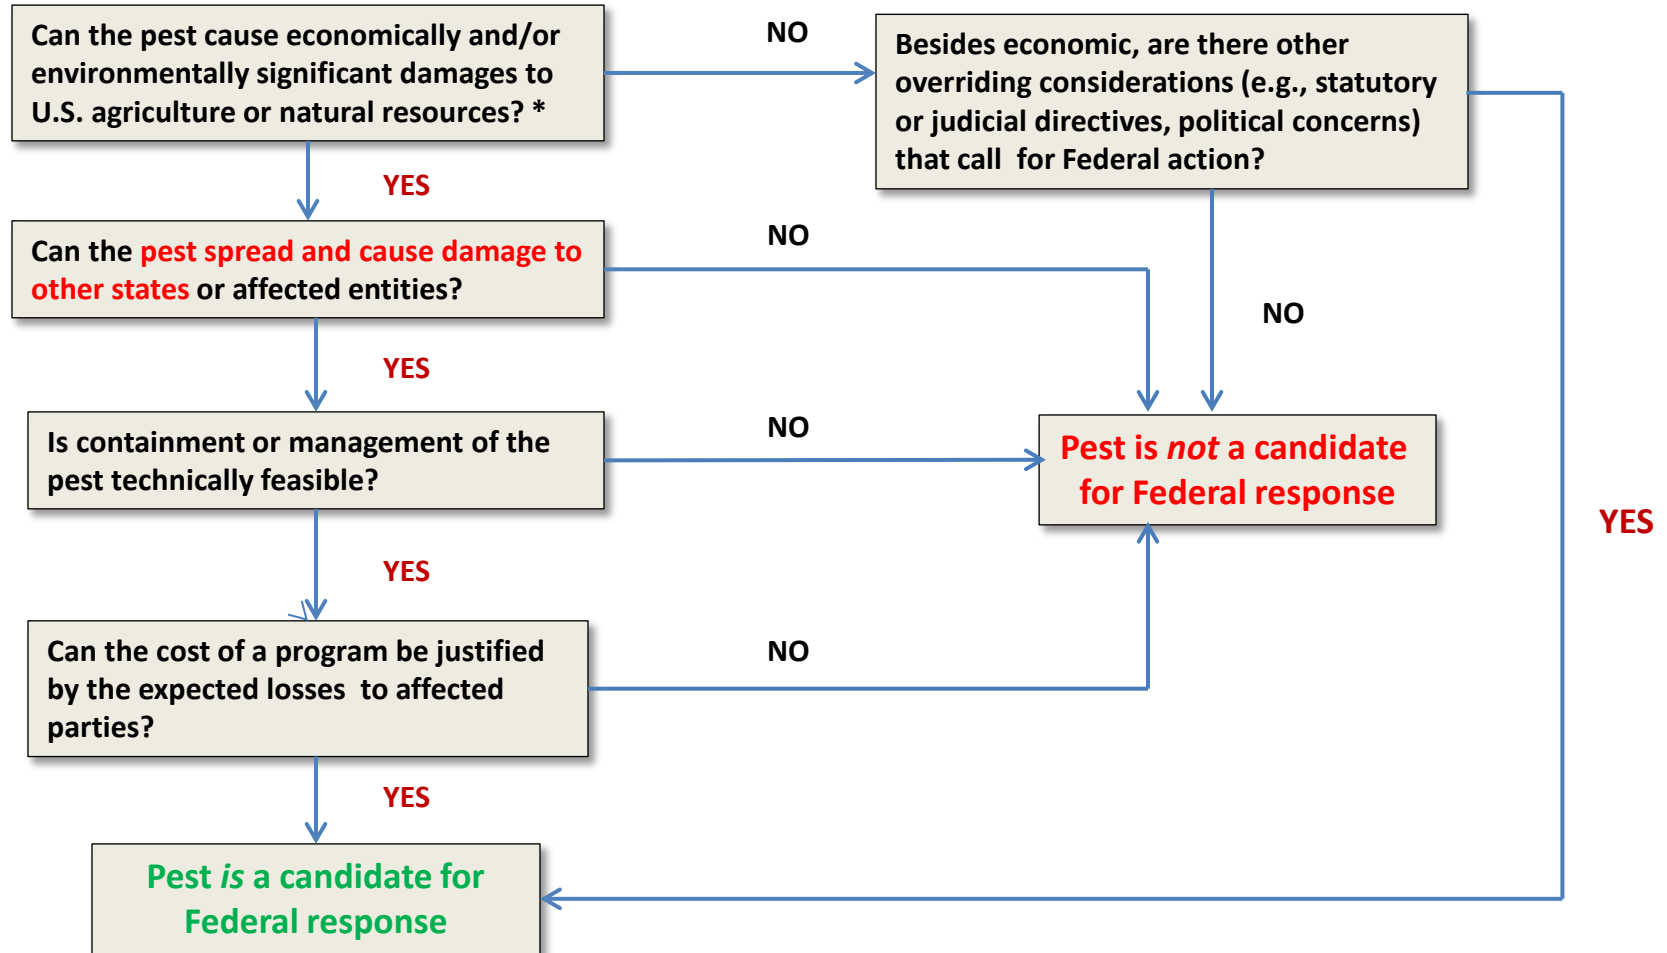 Can the pest cause economically and/or
environmentally significant damages to
U.S. agriculture or natural resources? *
NO
Besides economic, are there other
overriding considerations (e.g., statutory
or judicial directives, political concerns)
that call for Federal action?
YES
Can the pest spread and cause damage to
other states or affected entities?
NO
NO
YES
Is containment or management of the
pest technically feasible?
NO
Pest is not a candidate
for Federal response
YES
YES
Can the cost of a program be justified
by the expected losses to affected
parties?
NO
YES
Pest is a candidate for
Federal response